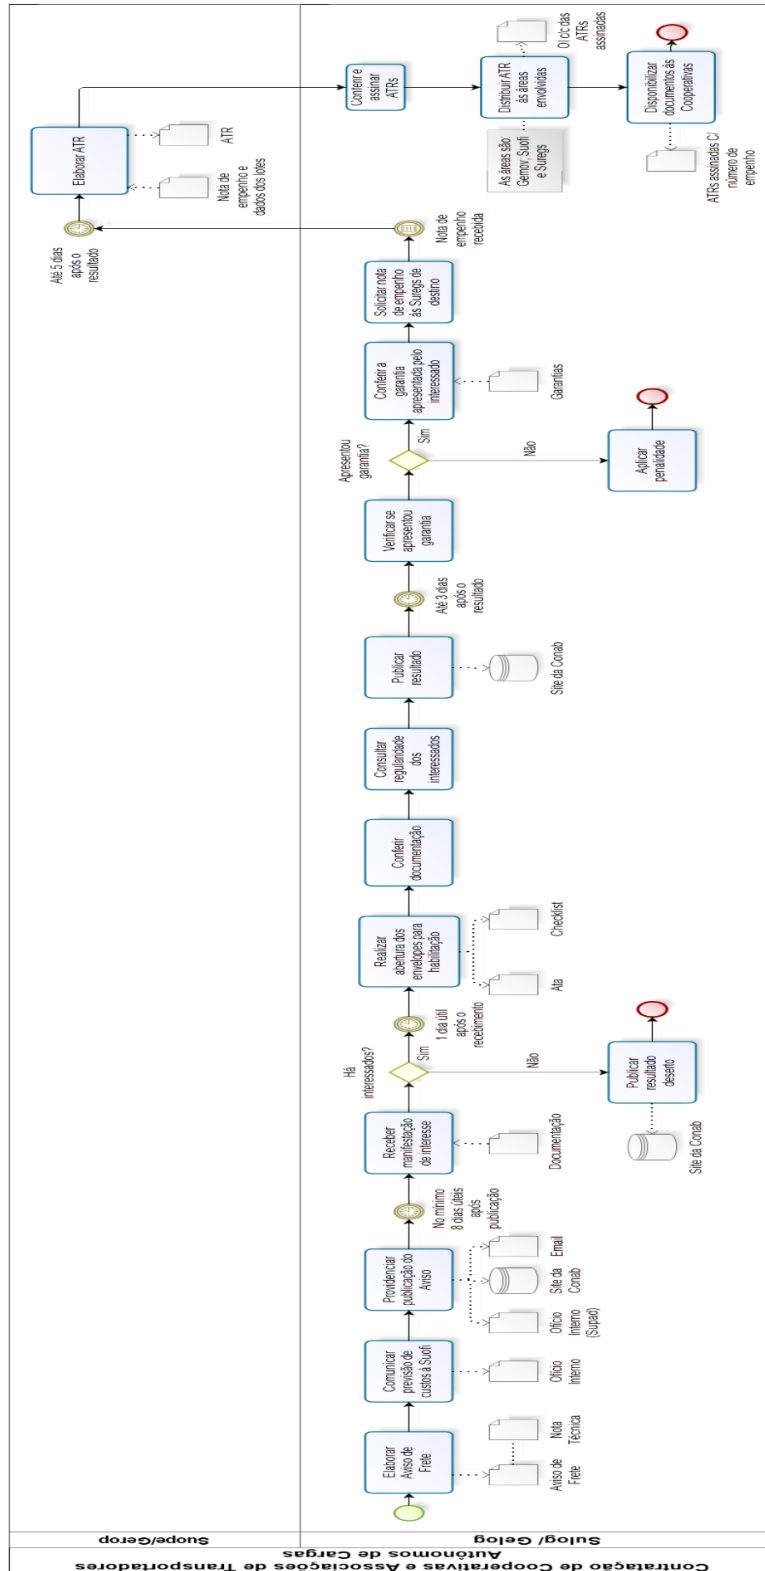 Contratação de Cooperativas e Associações de Transportadores
Autônomos de Cargas
Suope/Gerop
Sulog/ Gelog
Elaborar
Aviso de
Frete
Aviso de
Frete
Nota
Técnica
Comunicar
previsão de
custos à Suofi
Ofício
Interno
Providenciar
publicação do
Aviso
Ofício
Interno
(Supad)
Site da
Conab
Email
No mínimo
8 dias úteis
após
publicação
Receber
manifestação
de interesse
Documentação
Há
interessados?
Sim
Não
Publicar
resultado
deserto
Site da Conab
1 dia útil
após o
recebimento
Realizar
abertura dos
envelopes para
habilitação
Ata
Checklist
Conferir
documentação
Consultar
regularidade
dos
interessados
Publicar
resultado
Site da Conab
Até 3 dias
após o
resultado
Verificar se
apresentou
garantia
Apresentou
garantia?
Sim
Não
Aplicar
penalidade
Conferir a
garantia
apresentada pelo
interessado
Garantias
Solicitar nota
de empenho
às Suregs de
destino
Nota de
empenho
recebida
Até 5 dias
após o
resultado
Elaborar ATR
Nota de
empenho e
dados dos lotes
ATR
Conferir e
assinar
ATRs
Distribuir ATR
às áreas
envolvidas
As áreas são:
Gemov, Suofi
e Suregs
OI c/c das
ATRs
assinadas
Disponibilizar
documentos às
Cooperativas
ATRs assinadas C/
número de
empenho